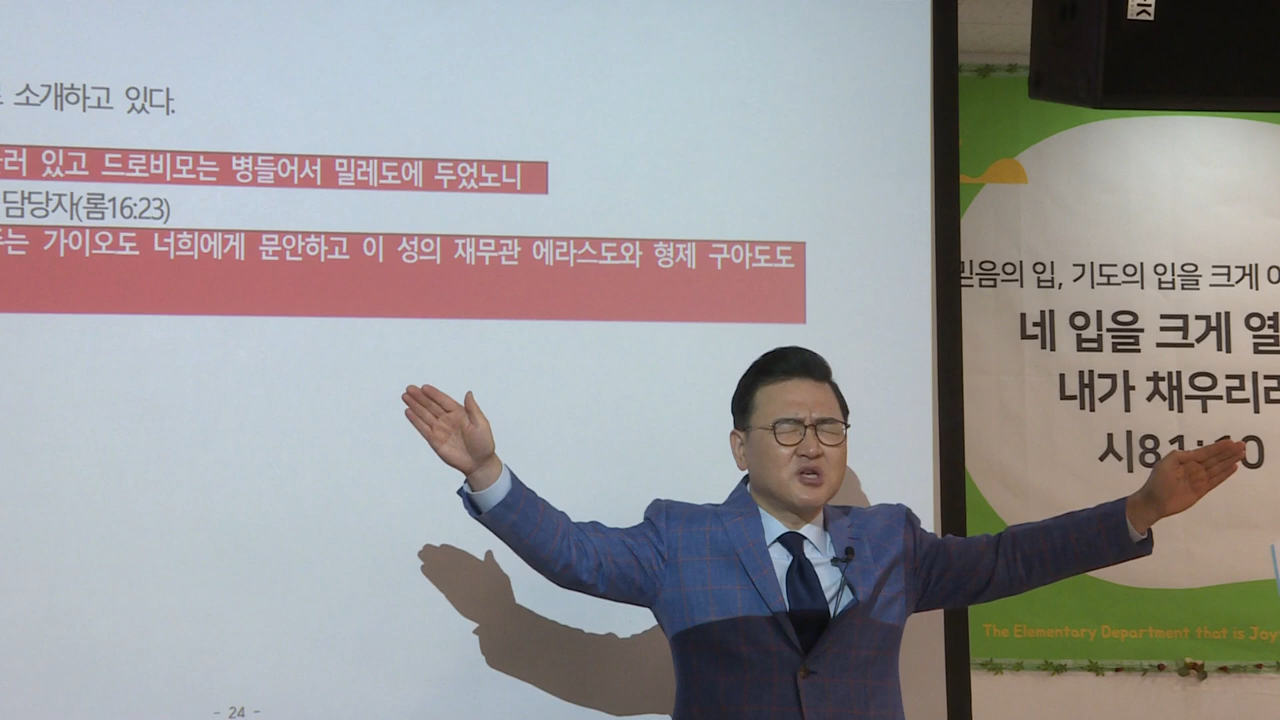 소개하고 있다.
있고 드로비모는 병들어서 밀레도에 두었노니
담당자(롬16:23)
가이오도 너희에게 문안하고 이 성의 재무관 에라스도와 형제 구아도도
- 24 -
믿음의 입, 기도의 입을 크게
네 입을 크게 열
내가 채우리라
시81:10
The Elementary Department that is Joy